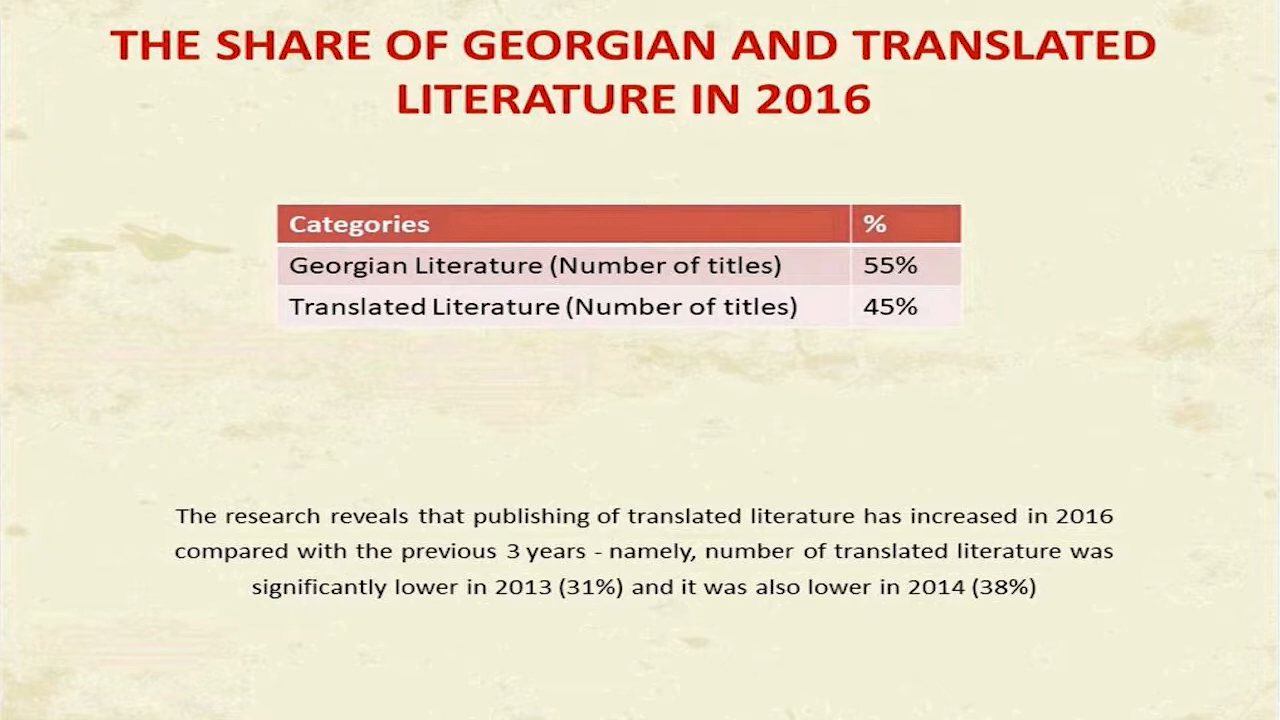 THE SHARE OF GEORGIAN AND TRANSLATED
LITERATURE IN 2016
Categories %
Georgian Literature (Number of titles) 55%
Translated Literature (Number of titles) 45%
The research reveals that publishing of translated literature has increased in 2016
compared with the previous 3 years - namely, number of translated literature was
significantly lower in 2013 (31%) and it was also lower in 2014 (38%)